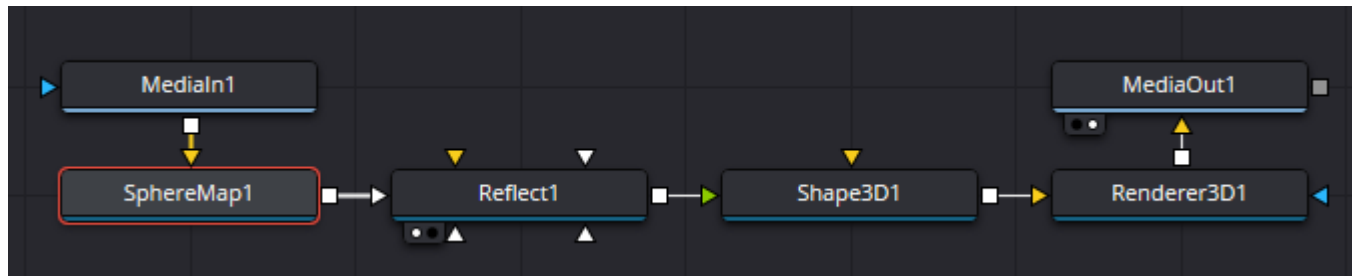 MediaIn1
MediaOut1
SphereMap1
Reflect1
Shape3D1
Renderer3D1